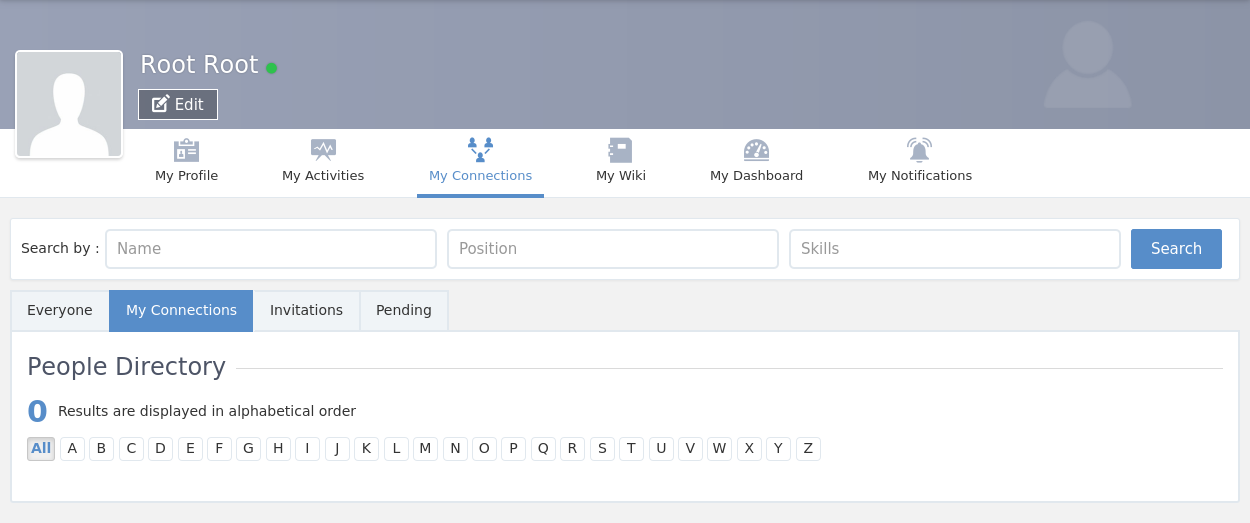 Root Root
Edit
My Profile My Activities My Connections My Wiki My Dashboard My Notifications
Search by : Name Position Skills Search
Everyone My Connections Invitations Pending
People Directory
0 Results are displayed in alphabetical order
All A B C D E F G H I J K L M N O P Q R S T U V W X Y Z